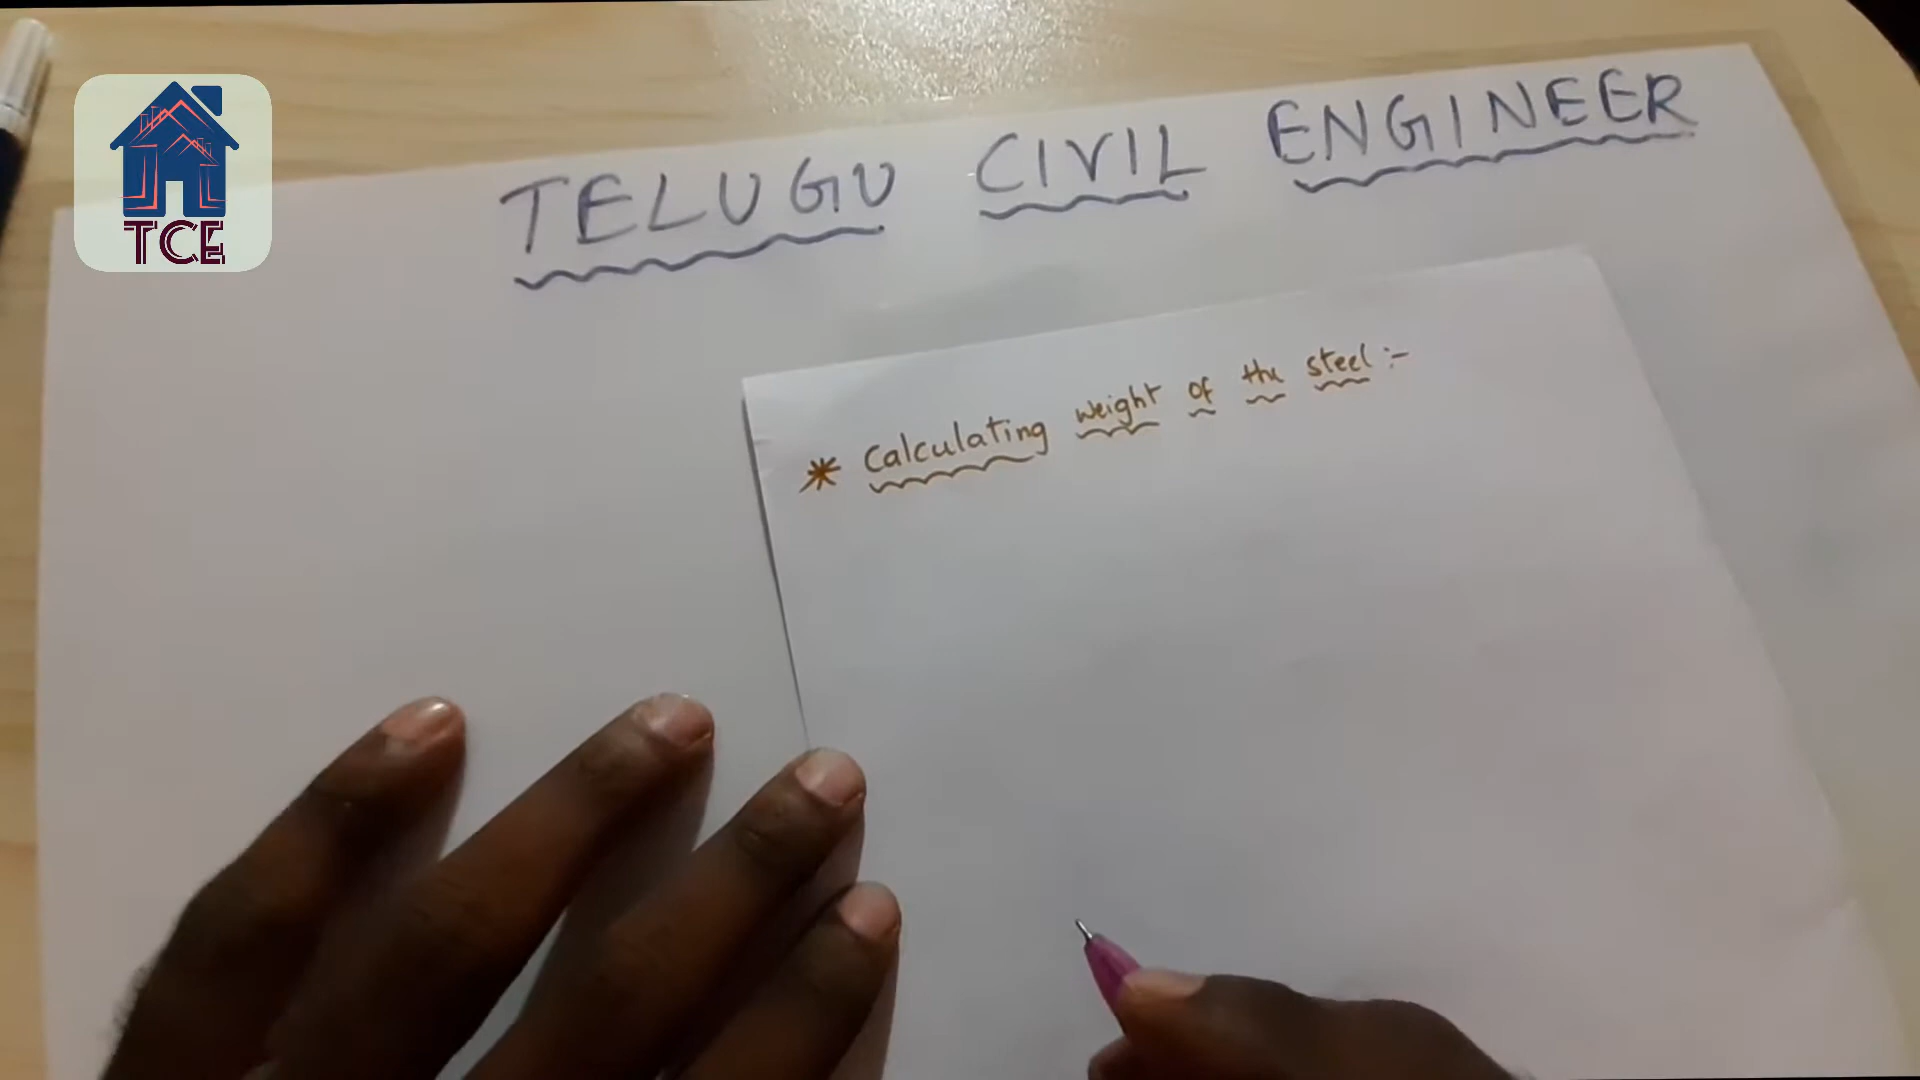 TCE
TELUGU CIVIL ENGINEER
* Calculating weight of the steel :-